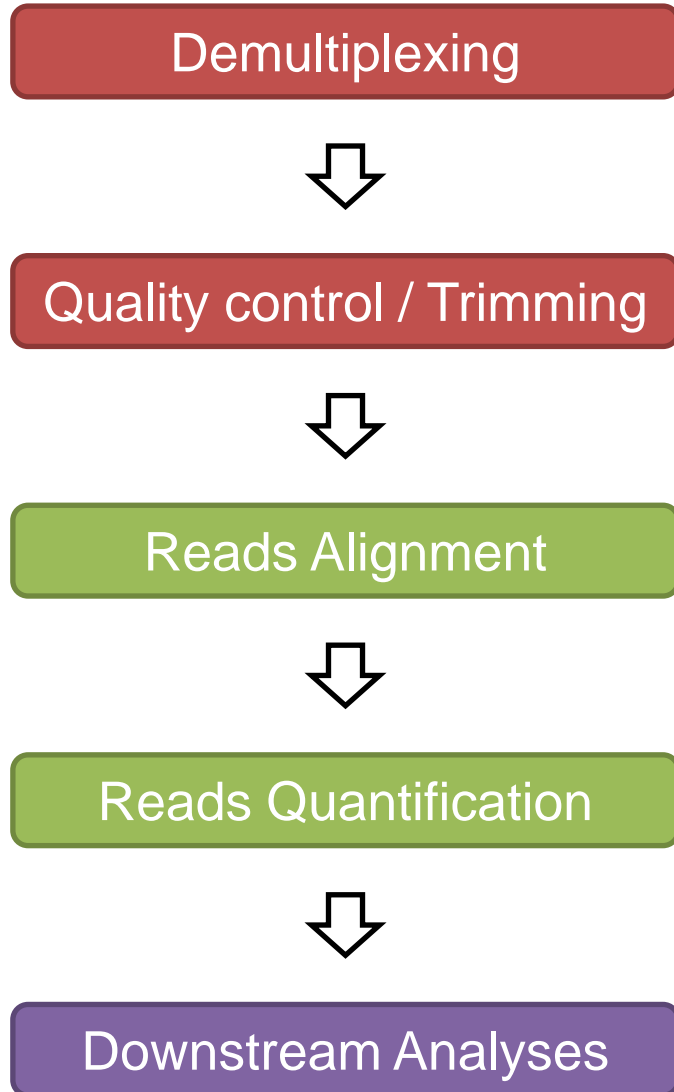 Demultiplexing
Quality control / Trimming
Reads Alignment
Reads Quantification
Downstream Analyses